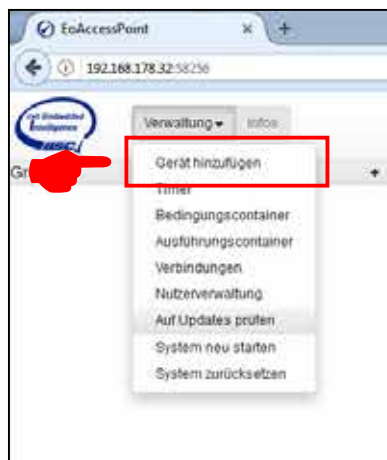 EoAccessPoint
192.168.178.32:58256
Verwaltung Infos
Gr
Gerät hinzufügen
Timer
Bedingungscontainer
Ausführungscontainer
Verbindungen
Nutzerverwaltung
Auf Updates prüfen
System neu starten
System zurücksetzen